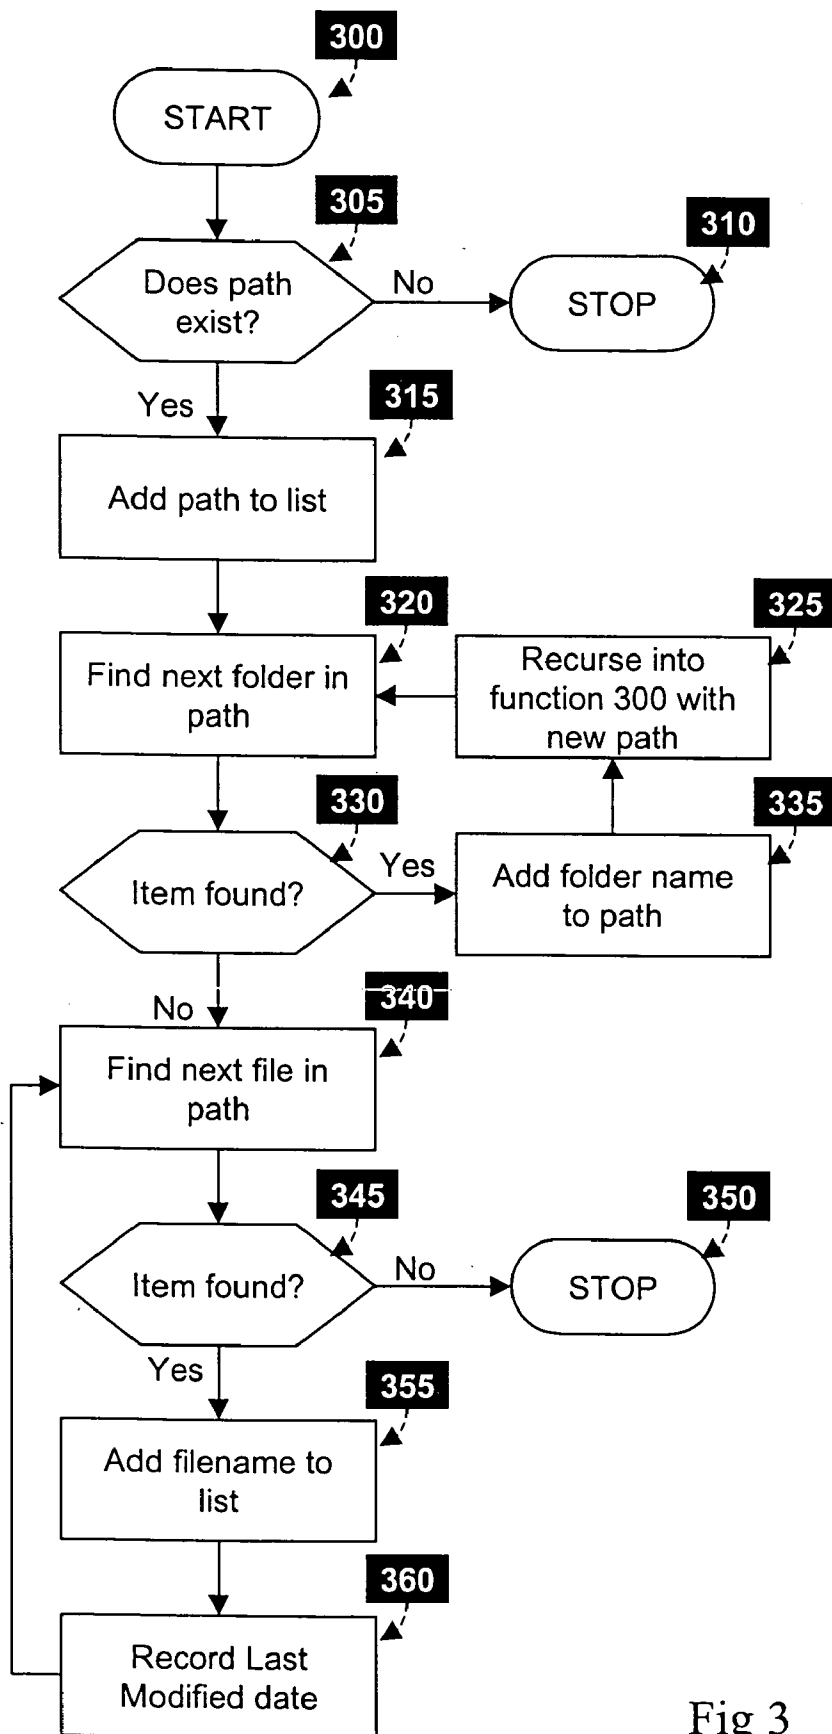 300
START
305
310
Does path
exist?
No
STOP
Yes
315
Add path to list
320
325
Find next folder in
path
Recurse into
function 300 with
new path
330
335
Item found?
Yes
Add folder name
to path
No
340
Find next file in
path
345
350
Item found?
No
STOP
Yes
355
Add filename to
list
360
Record Last
Modified date
Fig 3